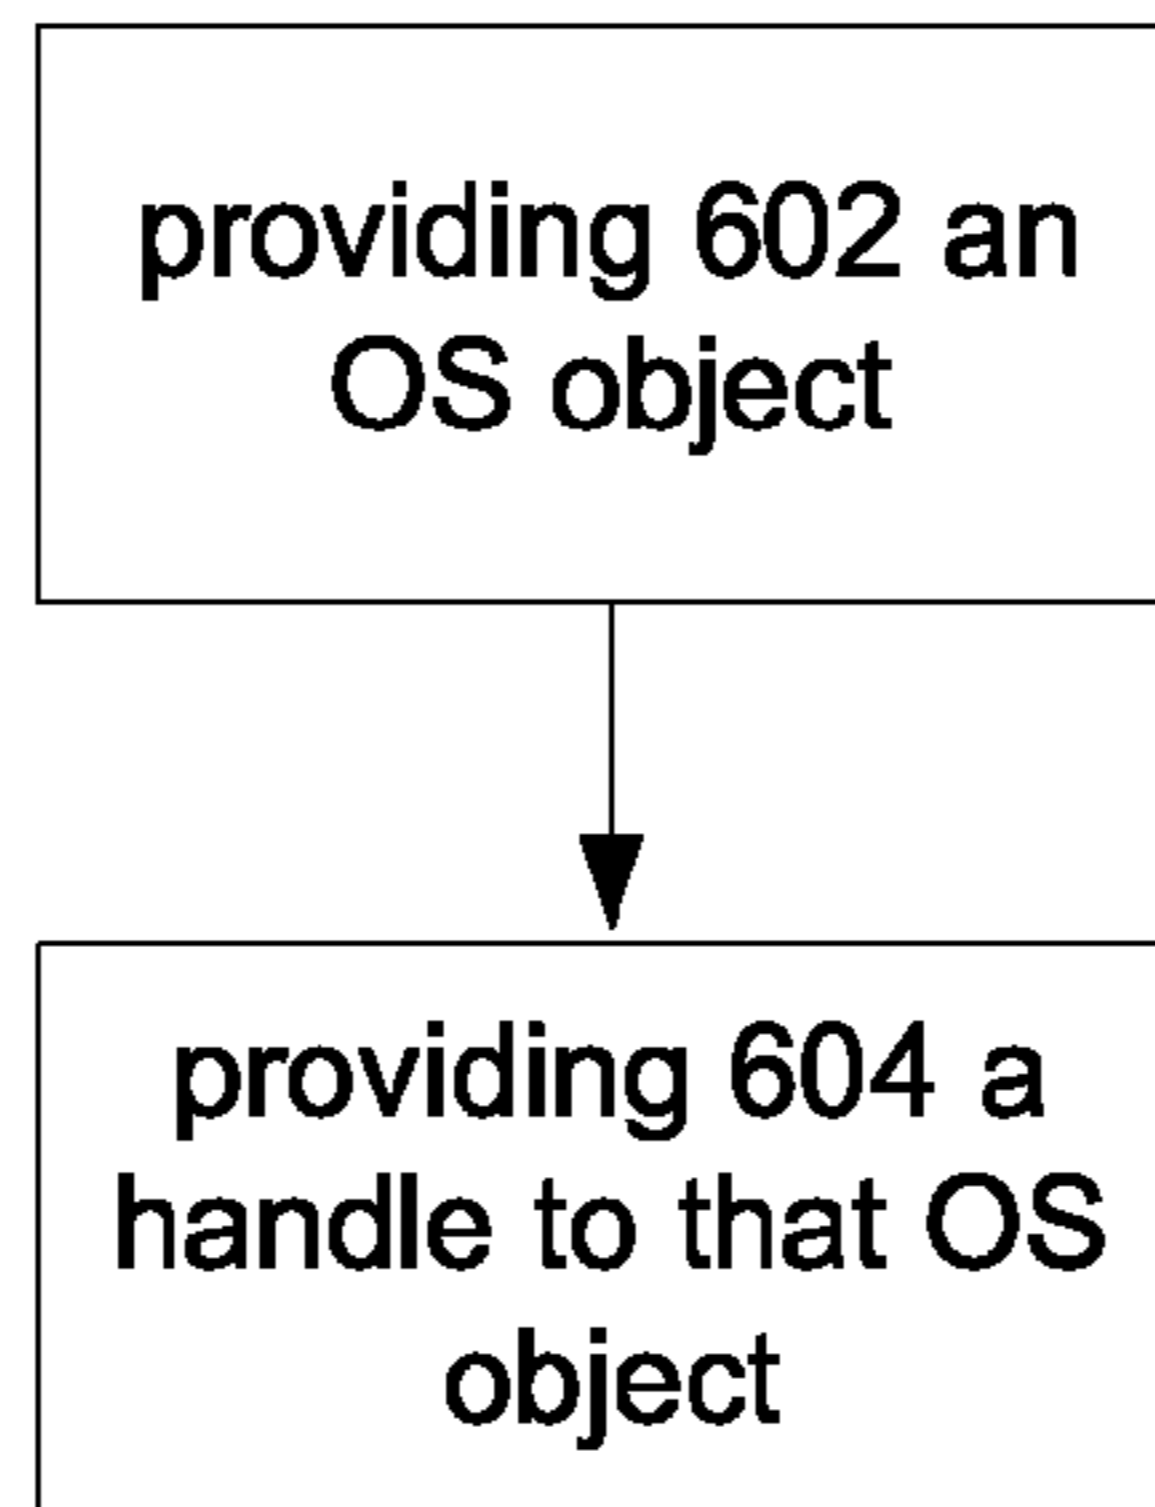 providing 602 an
OS object
providing 604 a
handle to that OS
object